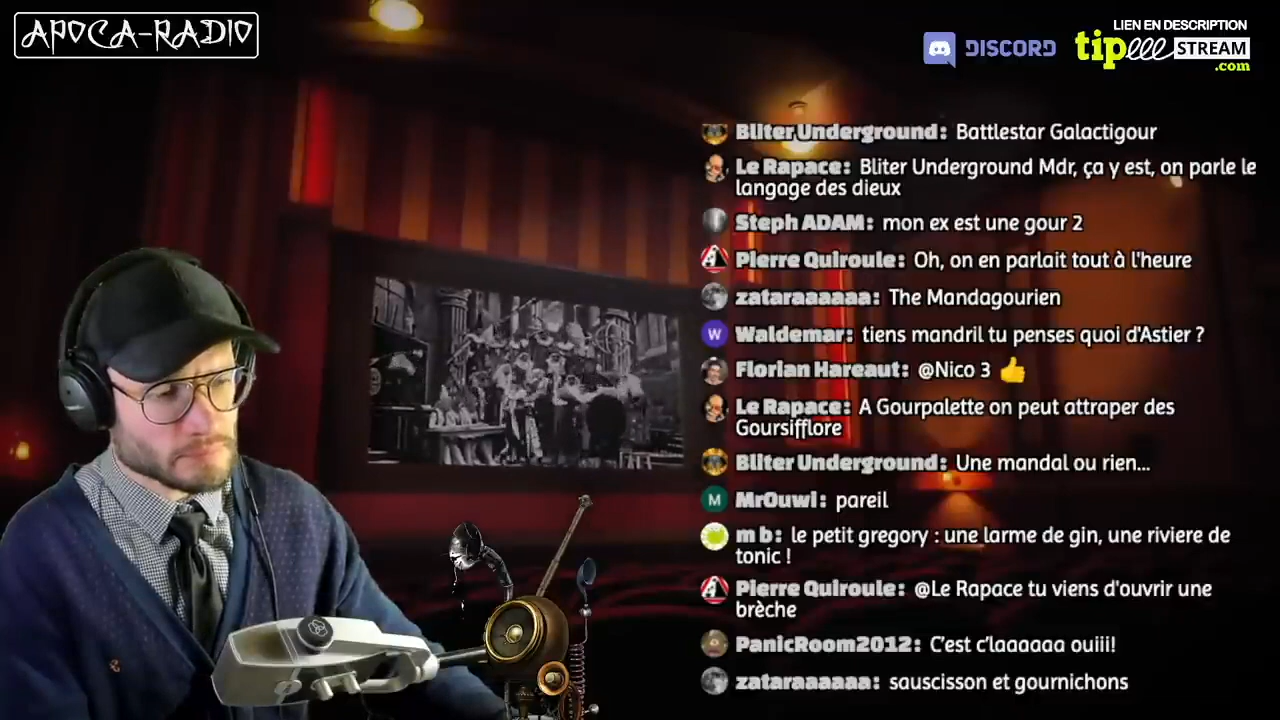 APOCA-RADIO
LIEN EN DESCRIPTION
DISCORD
tipeee STREAM
.com
Bliter Underground: Battlestar Galactigour
Le Rapace: Bliter Underground Mdr, ça y est, on parle le
langage des dieux
Steph ADAM: mon ex est une gour 2
Pierre Quiroule: Oh, on en parlait tout à l'heure
zataraaaaaa: The Mandagourien
W Waldemar: tiens mandril tu penses quoi d'Astier ?
Florian Hareaut: @Nico 3 👍
Le Rapace: A Gourpalette on peut attraper des
Goursifflore
Bliter Underground: Une mandal ou rien...
M MrOuwi: pareil
m b: le petit gregory : une larme de gin, une riviere de
tonic !
Pierre Quiroule: @Le Rapace tu viens d'ouvrir une
brèche
PanicRoom2012: C'est c'laaaaaa ouiii!
zataraaaaaa: sauscisson et gournichons